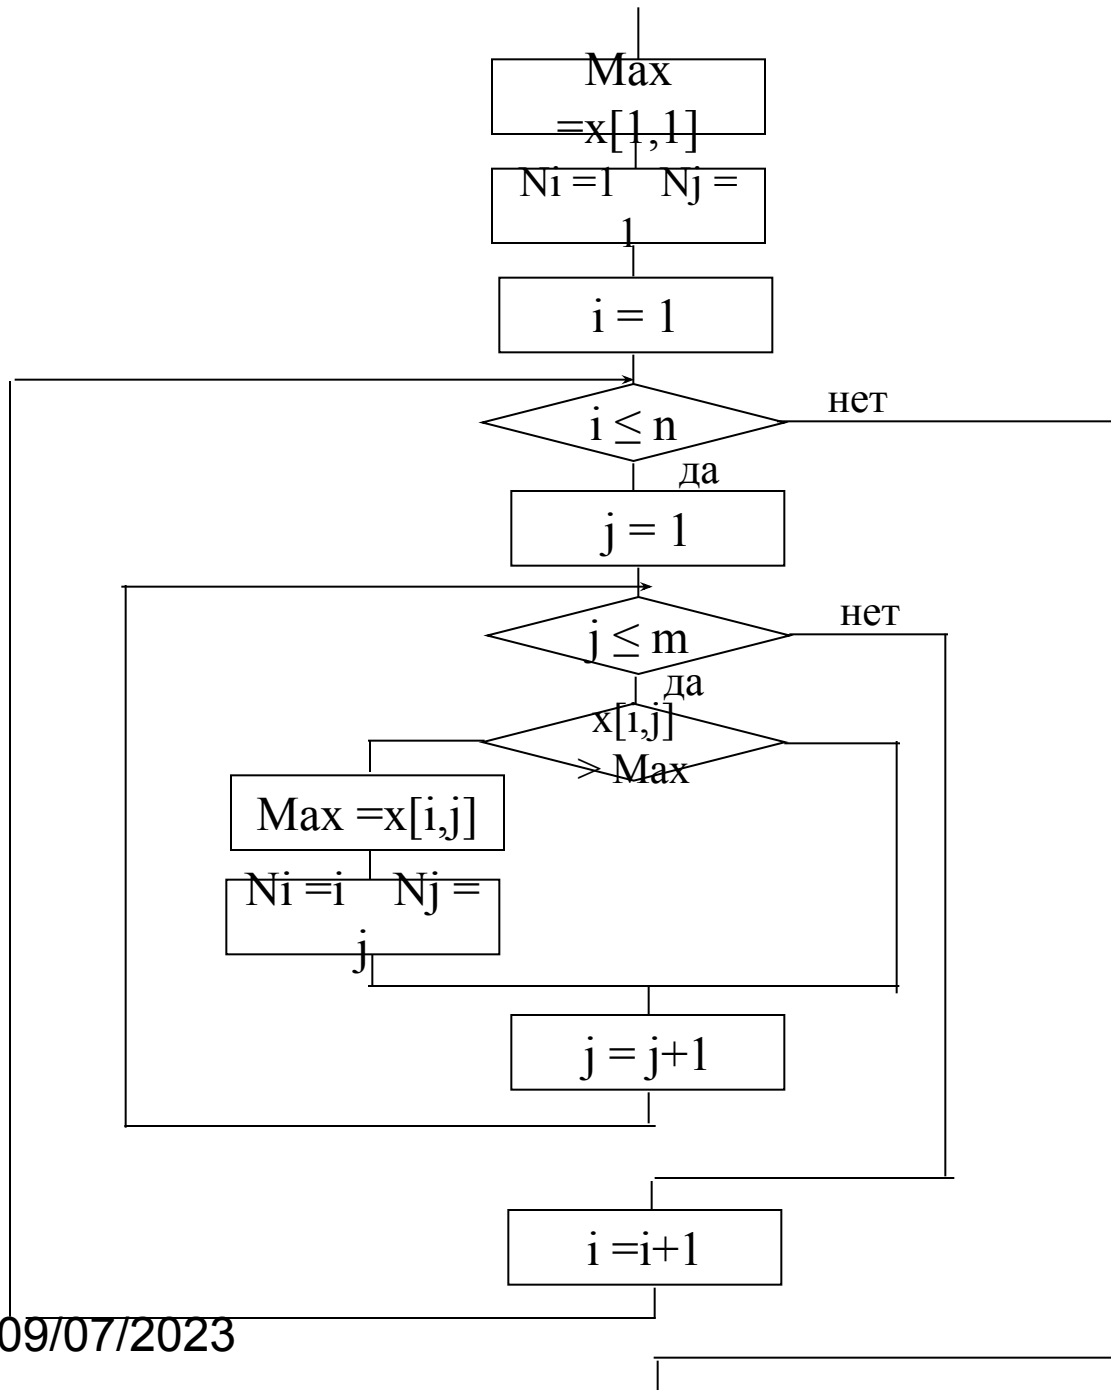 Max
=x[1,1]
Ni =1 Nj =
1
i = 1
i ≤ n
нет
да
j = 1
j ≤ m
нет
да
x[i,j]
> Max
Max =x[i,j]
Ni =i Nj =
j
j = j+1
i =i+1
09/07/2023